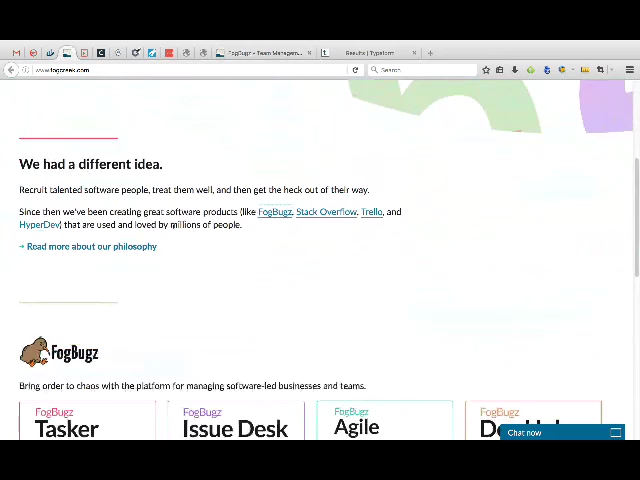 FogBugz - Team Managem...
Results | Typeform
www.fogcreek.com
Search
We had a different idea.
Recruit talented software people, treat them well, and then get the heck out of their way.
Since then we've been creating great software products (like FogBugz, Stack Overflow, Trello, and
HyperDev) that are used and loved by millions of people.
Read more about our philosophy
FogBugz
Bring order to chaos with the platform for managing software-led businesses and teams.
FogBugz FogBugz FogBugz FogBugz
Tasker Issue Desk Agile
Chat now